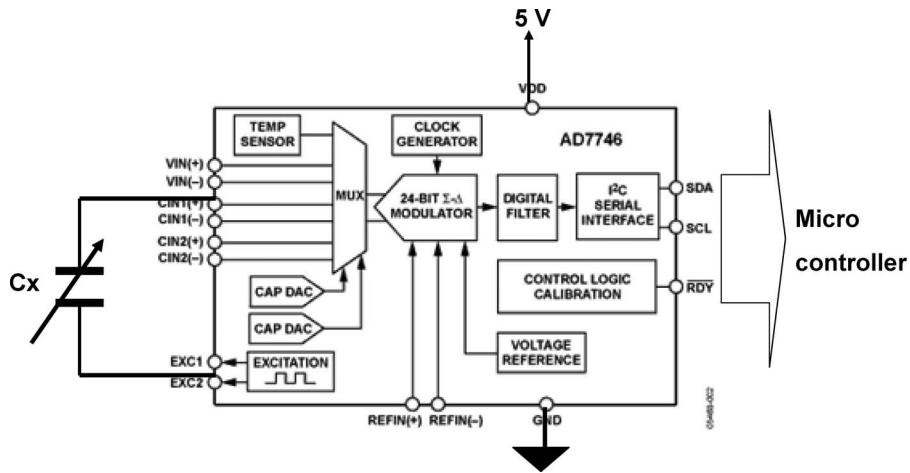 5 V
VDD
TEMP
SENSOR
CLOCK
GENERATOR
AD7746
VIN(+)
VIN(–)
CIN1(+)
CIN1(–)
CIN2(+)
CIN2(–)
MUX
24-BIT Σ-Δ
MODULATOR
DIGITAL
FILTER
I²C
SERIAL
INTERFACE
SDA
SCL
Micro
controller
Cx
CAP DAC
CAP DAC
CONTROL LOGIC
CALIBRATION
RDY
EXC1
EXC2
EXCITATION
VOLTAGE
REFERENCE
REFIN(+)
REFIN(–)
GND
05468-002